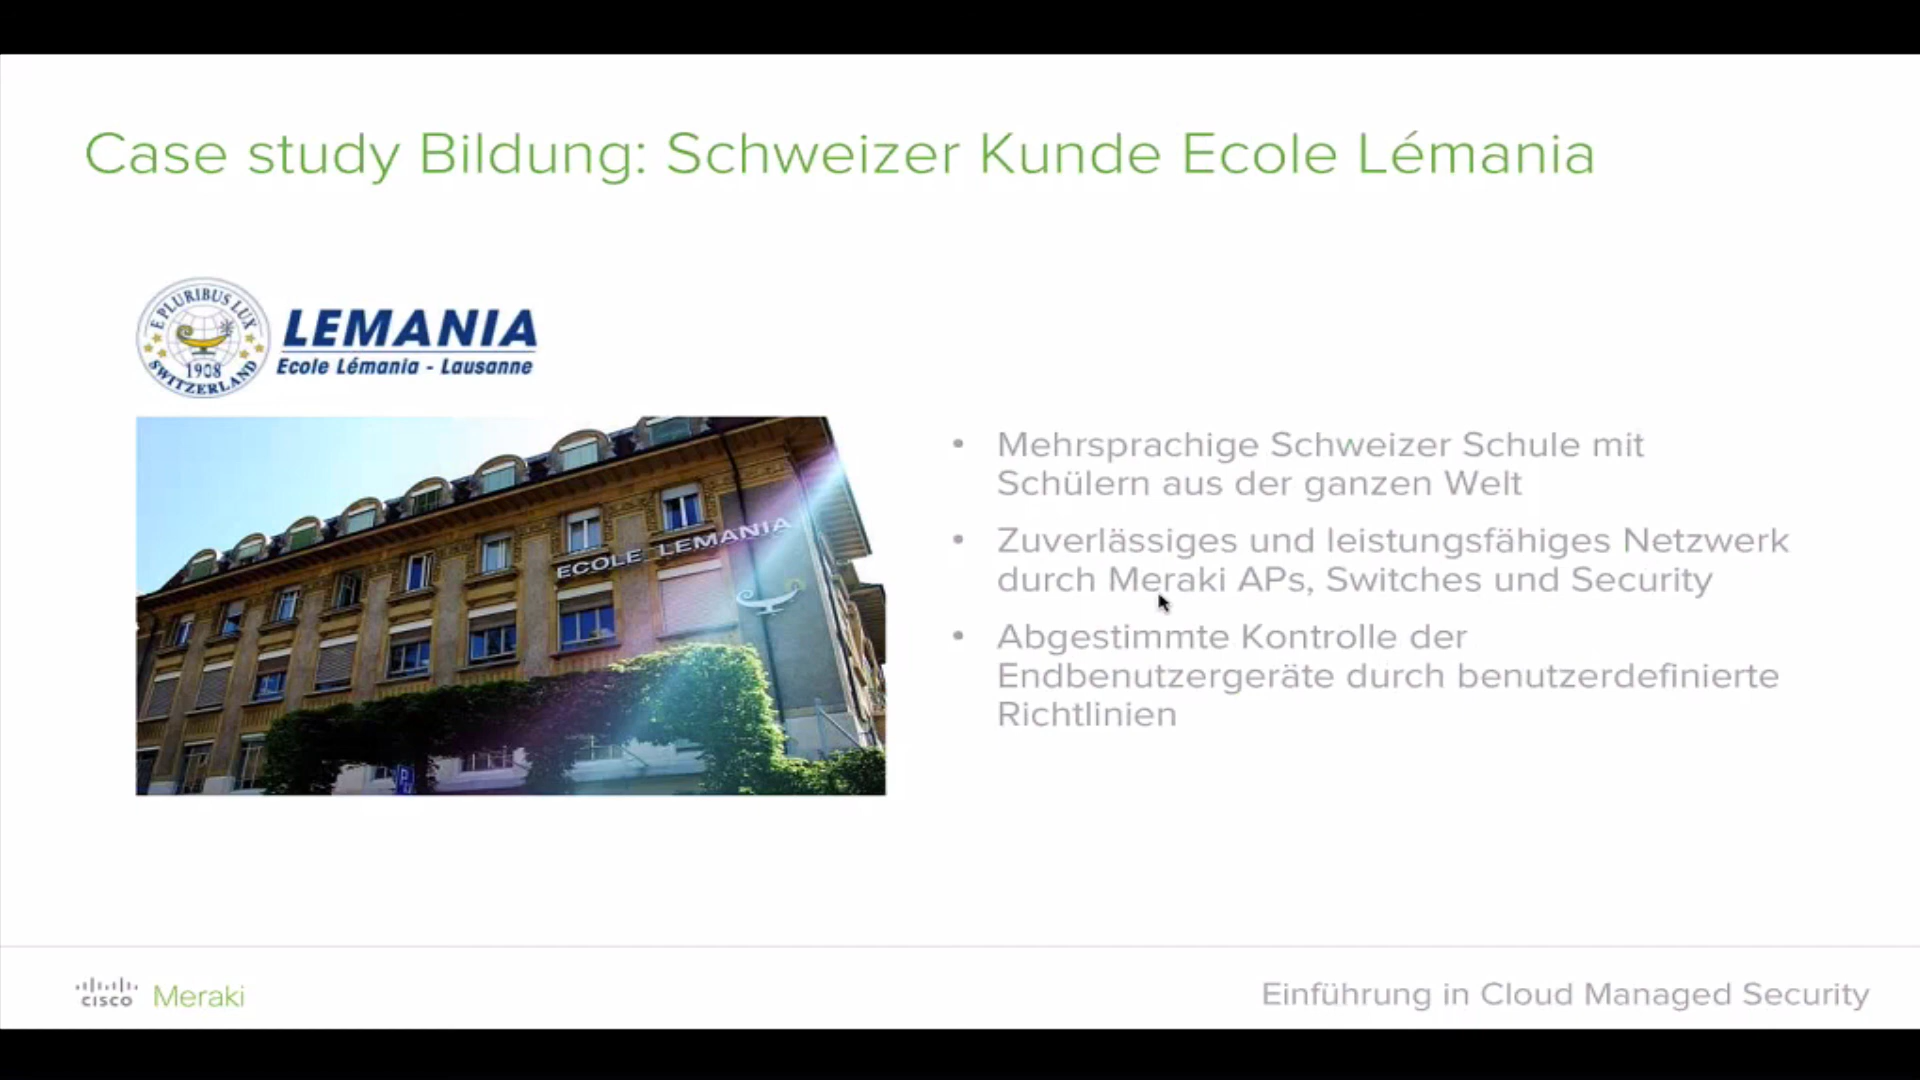 Case study Bildung: Schweizer Kunde Ecole Lémania
E PLURIBUS LUX
1908
SWITZERLAND
LEMANIA
Ecole Lémania - Lausanne
ECOLE LEMANIA
P
• Mehrsprachige Schweizer Schule mit
Schülern aus der ganzen Welt
• Zuverlässiges und leistungsfähiges Netzwerk
durch Meraki APs, Switches und Security
• Abgestimmte Kontrolle der
Endbenutzergeräte durch benutzerdefinierte
Richtlinien
cisco Meraki
Einführung in Cloud Managed Security